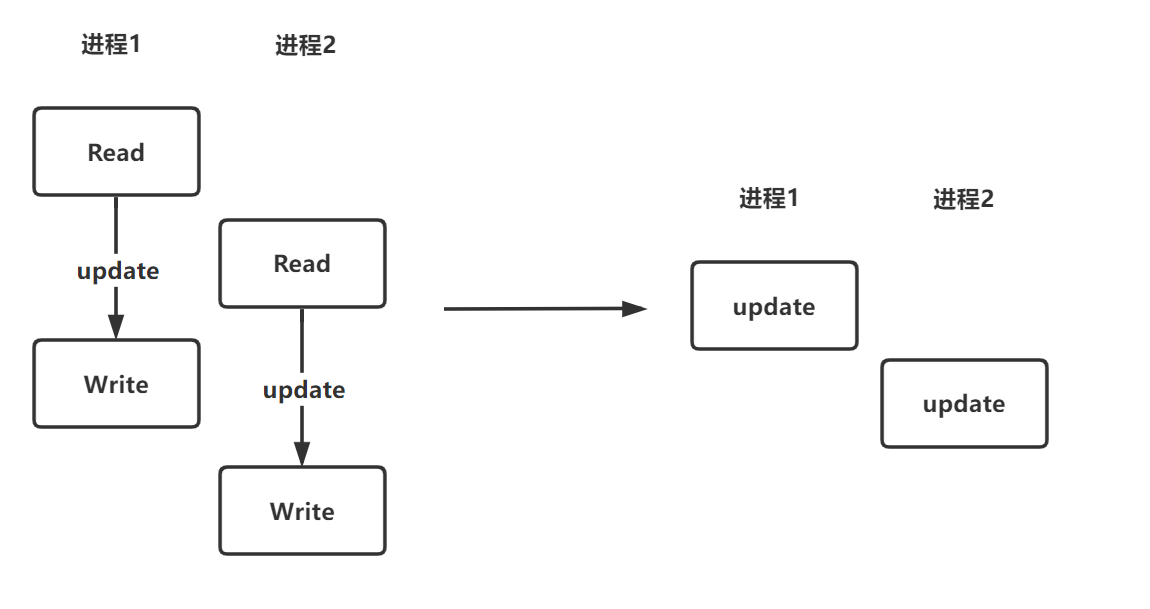 进程1
进程2
Read
update
Write
Read
update
Write
进程1
进程2
update
update